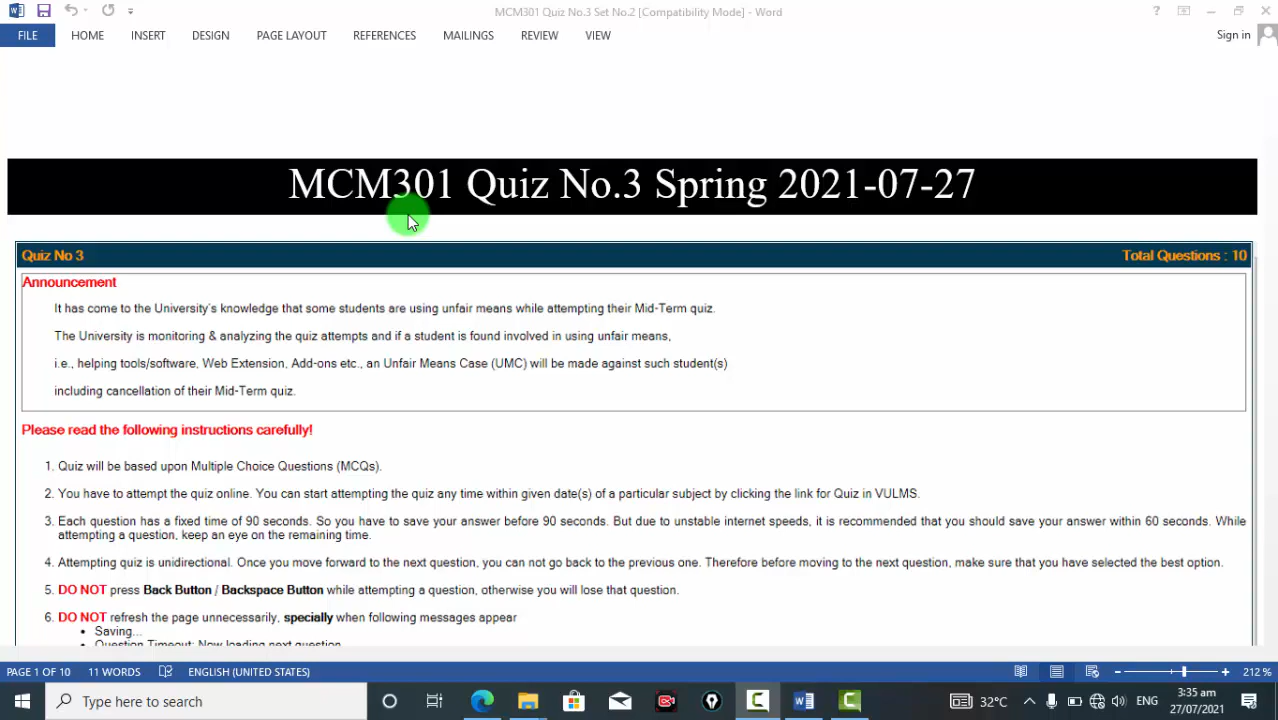 MCM301 Quiz No.3 Set No.2 [Compatibility Mode] - Word
?
FILE HOME INSERT DESIGN PAGE LAYOUT REFERENCES MAILINGS REVIEW VIEW Sign in
MCM301 Quiz No.3 Spring 2021-07-27
Quiz No 3 Total Questions : 10
Announcement
It has come to the University's knowledge that some students are using unfair means while attempting their Mid-Term quiz.
The University is monitoring & analyzing the quiz attempts and if a student is found involved in using unfair means,
i.e., helping tools/software, Web Extension, Add-ons etc., an Unfair Means Case (UMC) will be made against such student(s)
including cancellation of their Mid-Term quiz.
Please read the following instructions carefully!
1. Quiz will be based upon Multiple Choice Questions (MCQs).
2. You have to attempt the quiz online. You can start attempting the quiz any time within given date(s) of a particular subject by clicking the link for Quiz in VULMS.
3. Each question has a fixed time of 90 seconds. So you have to save your answer before 90 seconds. But due to unstable internet speeds, it is recommended that you should save your answer within 60 seconds. While
attempting a question, keep an eye on the remaining time.
4. Attempting quiz is unidirectional. Once you move forward to the next question, you can not go back to the previous one. Therefore before moving to the next question, make sure that you have selected the best option.
5. DO NOT press Back Button / Backspace Button while attempting a question, otherwise you will lose that question.
6. DO NOT refresh the page unnecessarily, specially when following messages appear
• Saving...
• Question Timeout: Now loading next question
PAGE 1 OF 10 11 WORDS ENGLISH (UNITED STATES) 212 %
Type here to search 32°C ENG 3:35 am
27/07/2021